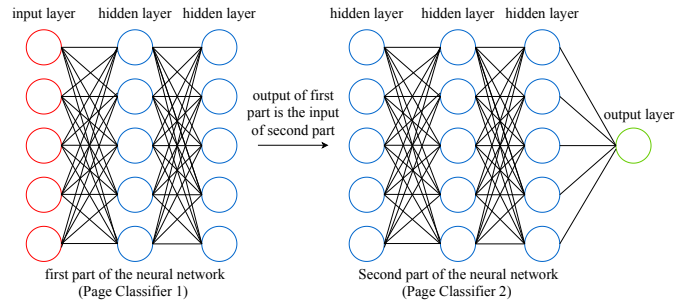 input layer
hidden layer
hidden layer
hidden layer
hidden layer
hidden layer
output of first
part is the input
of second part
output layer
first part of the neural network
(Page Classifier 1)
Second part of the neural network
(Page Classifier 2)